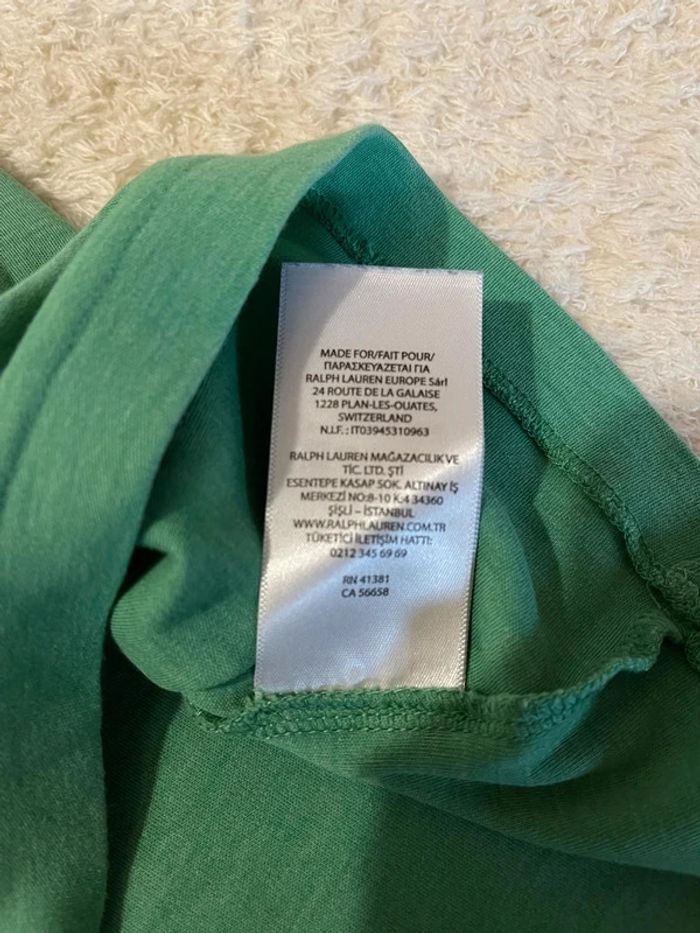 MADE FOR/FAIT POUR/
ΠΑΡΑΣΚΕΥΑΖΕΤΑΙ ΓΙΑ
RALPH LAUREN EUROPE Sárl
24 ROUTE DE LA GALAISE
1228 PLAN-LES-OUATES,
SWITZERLAND
N.I.F. : IT03945310963
RALPH LAUREN MAĞAZACILIK VE
TİC. LTD. ŞTİ
ESENTEPE KASAP SOK. ALTINAY İŞ
MERKEZİ NO:8-10 K:4 34360
ŞİŞLİ – İSTANBUL
WWW.RALPHLAUREN.COM.TR
TÜKETİCİ İLETİŞİM HATTI:
0212 345 69 69
RN 41381
CA 56658